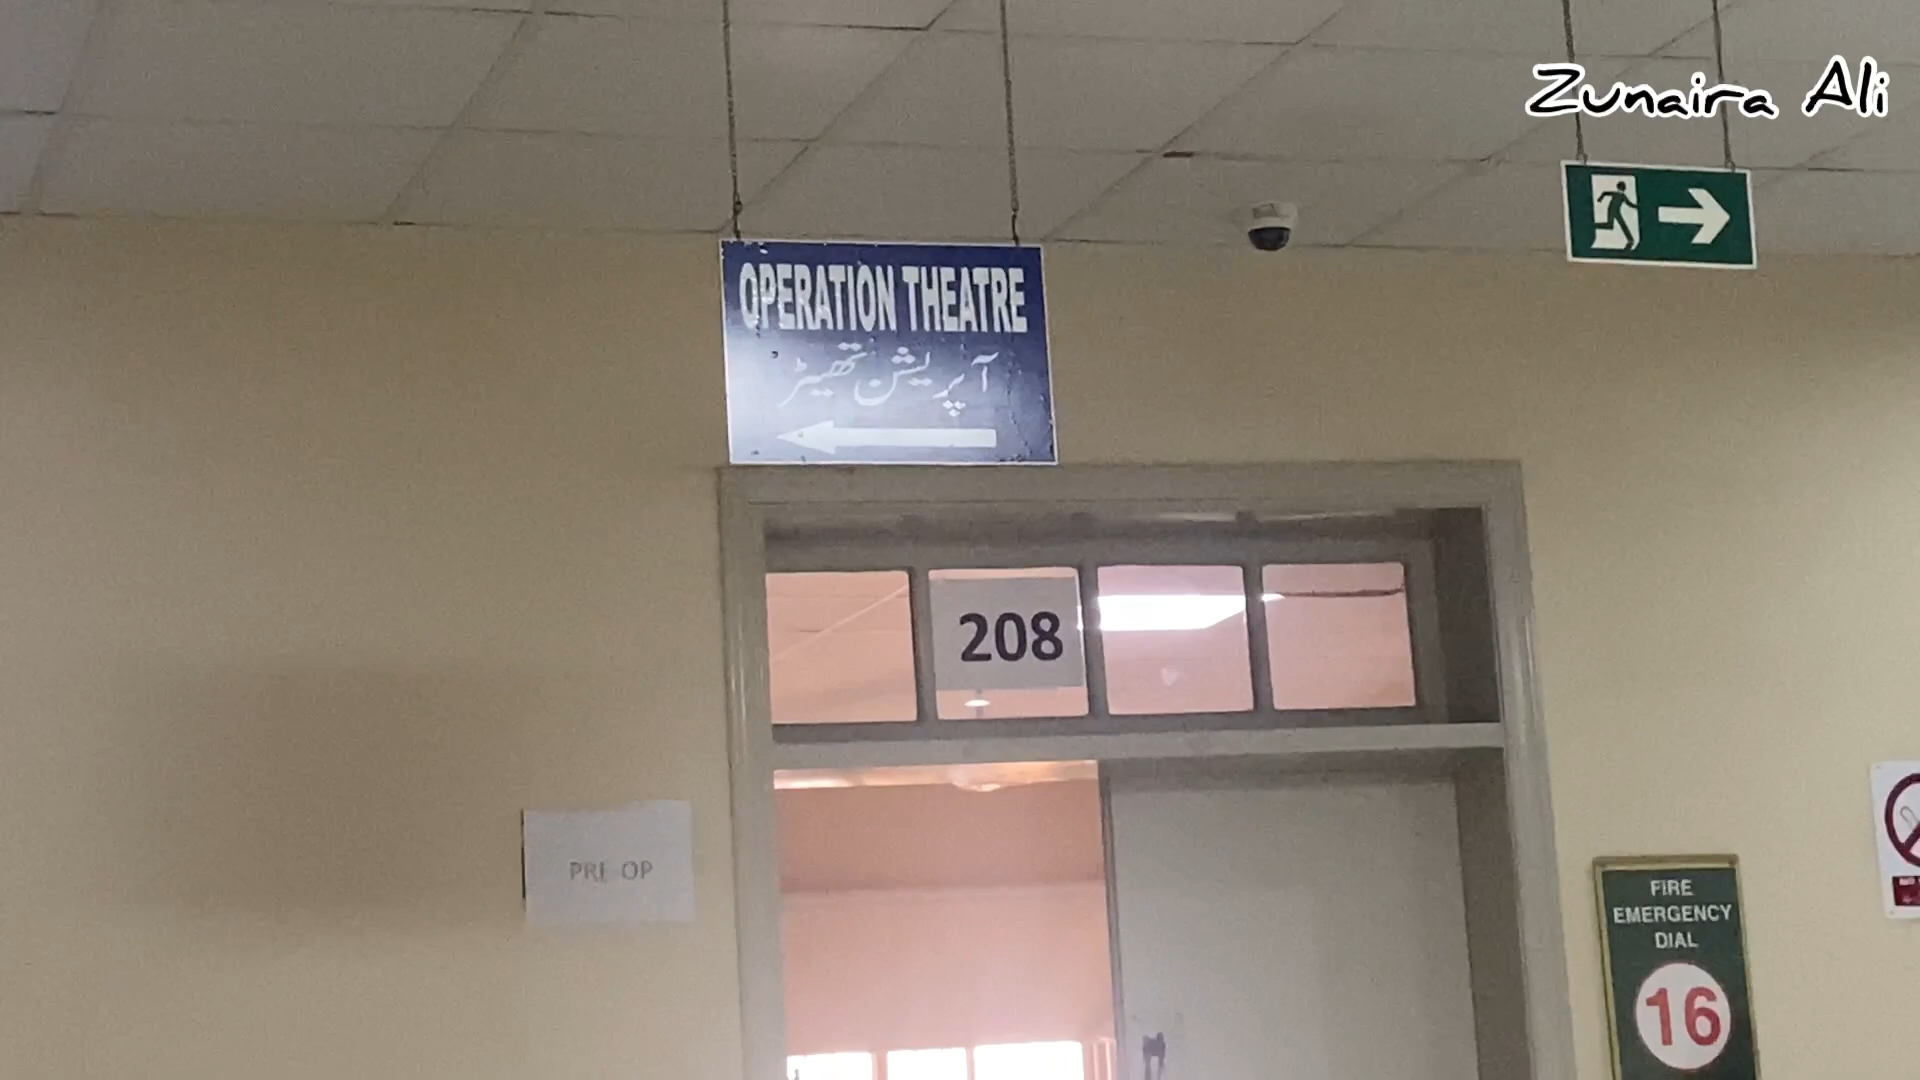 Zunaira Ali
OPERATION THEATRE
آپریشن تھیٹر
208
PRE OP
FIRE
EMERGENCY
DIAL
16